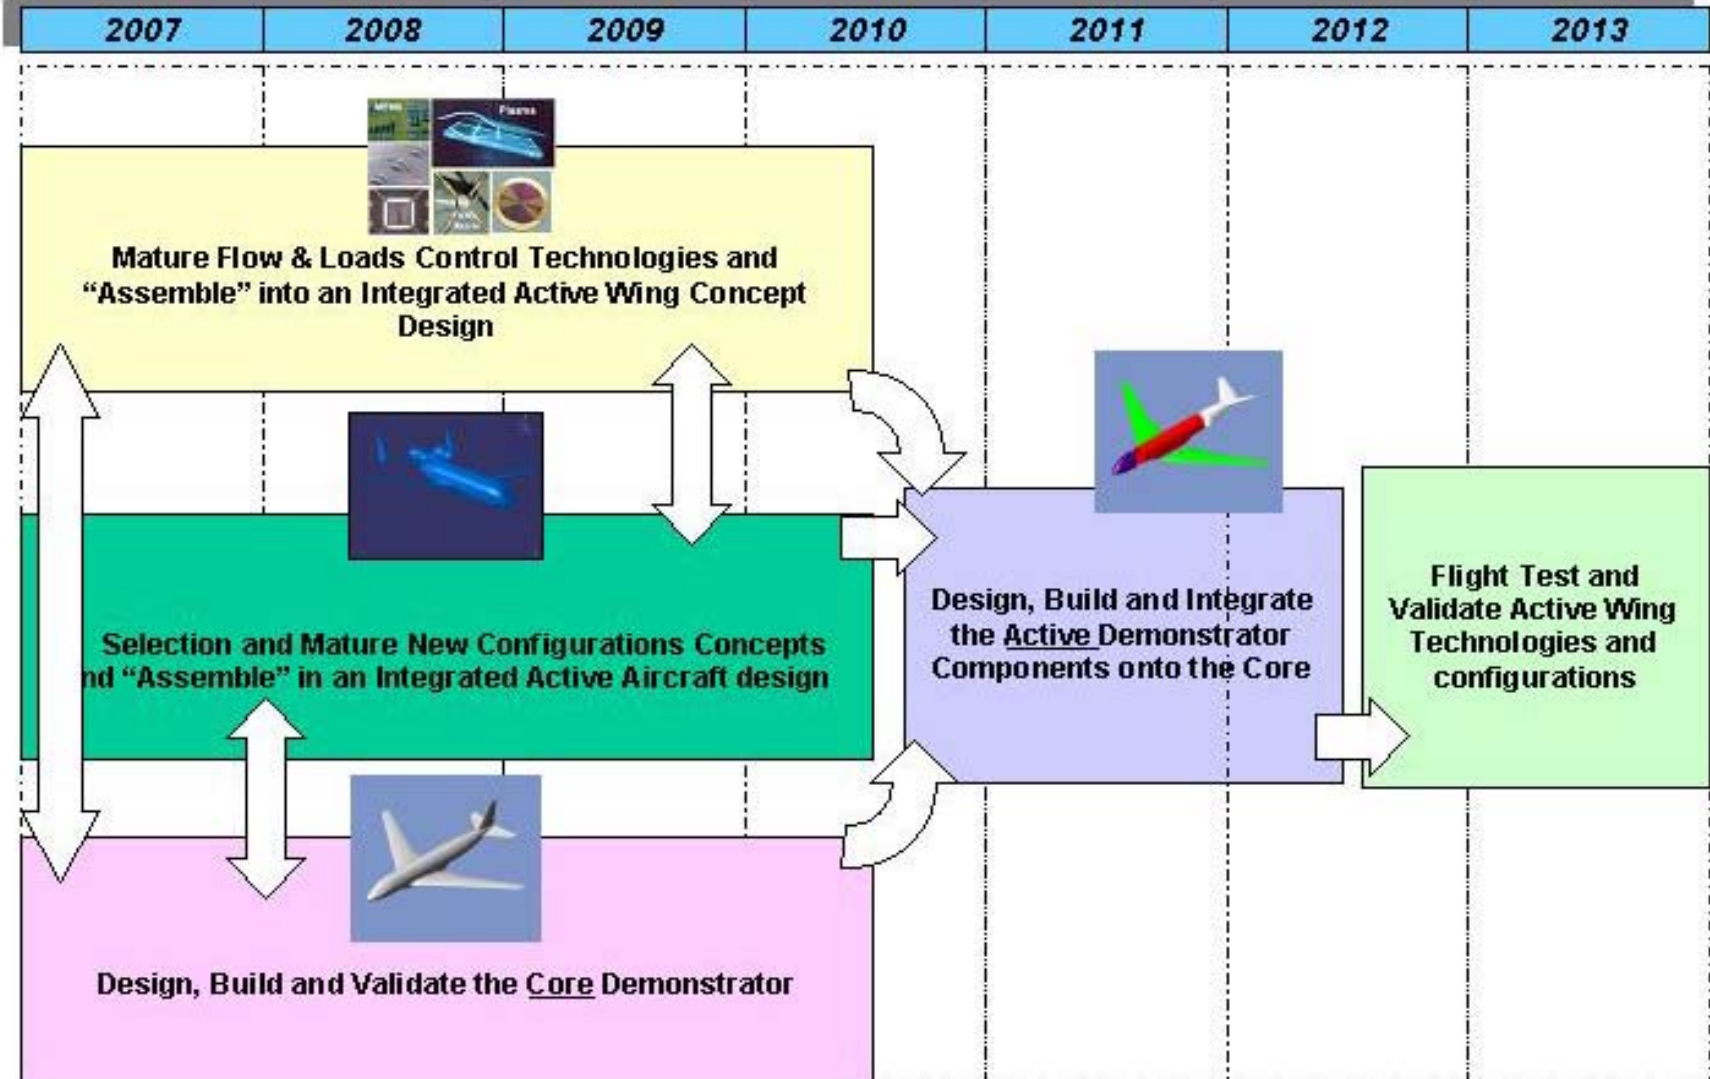 2007 2008 2009 2010 2011 2012 2013
Plasma
Mature Flow & Loads Control Technologies and
“Assemble” into an Integrated Active Wing Concept
Design
Selection and Mature New Configurations Concepts
nd “Assemble” in an Integrated Active Aircraft design
Design, Build and Integrate
the Active Demonstrator
Components onto the Core
Flight Test and
Validate Active Wing
Technologies and
configurations
Design, Build and Validate the Core Demonstrator